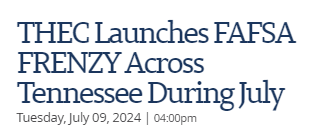 THEC Launches FAFSA
FRENZY Across
Tennessee During July
Tuesday, July 09, 2024 | 04:00pm